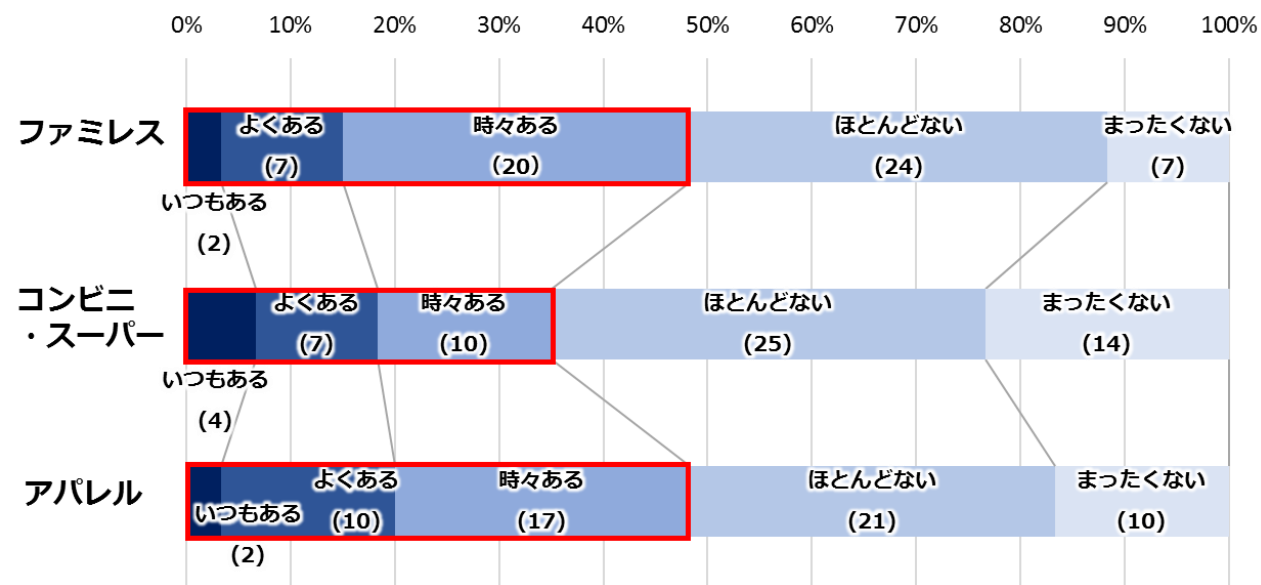 0% 10% 20% 30% 40% 50% 60% 70% 80% 90% 100%
ファミレス
よくある 時々ある ほとんどない まったくない
(7) (20) (24) (7)
いつもある
(2)
コンビニ
・スーパー
よくある 時々ある ほとんどない まったくない
(7) (10) (25) (14)
いつもある
(4)
アパレル
よくある 時々ある ほとんどない まったくない
いつもある (10) (17) (21) (10)
(2)